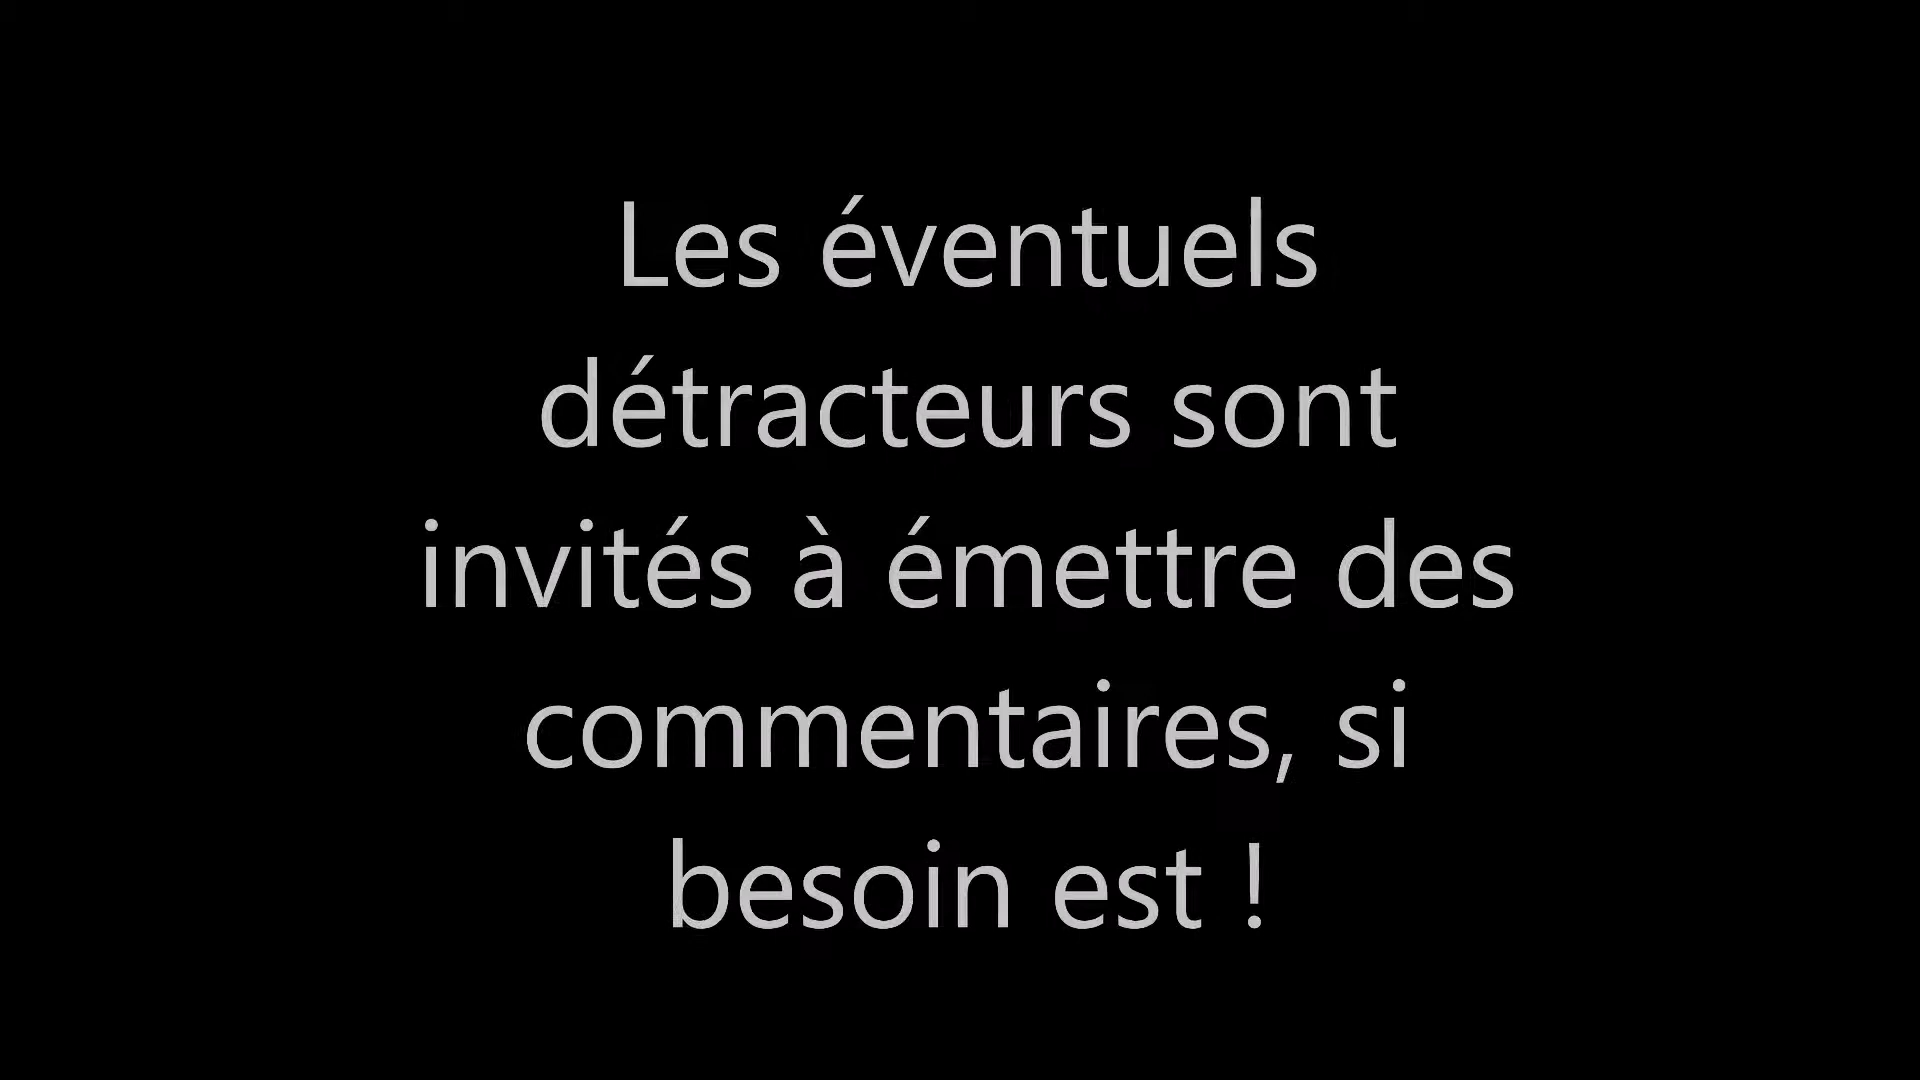 Les éventuels
détracteurs sont
invités à émettre des
commentaires, si
besoin est !